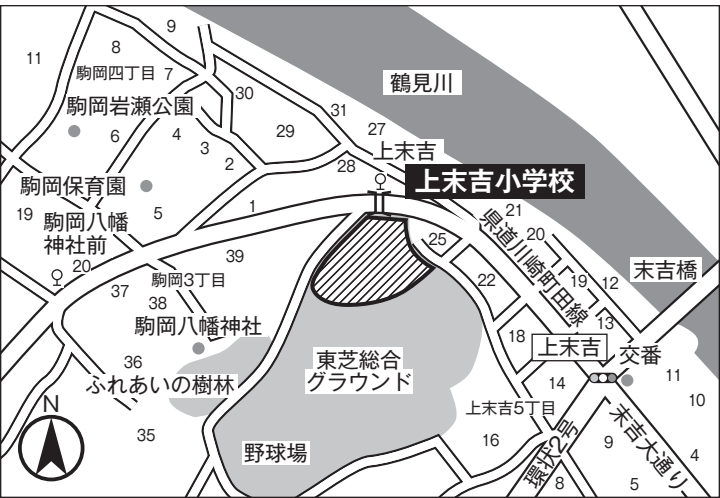 9
8
11
駒岡四丁目
7
鶴見川
30
駒岡岩瀬公園
31
6
4
29
27
3
上末吉
2
28
上末吉小学校
駒岡保育園
19
5
1
21
駒岡八幡
神社前
県道川崎町田線
20
25
39
20
末吉橋
駒岡3丁目
22
19
12
37
38
13
駒岡八幡神社
18
上末吉
交番
36
東芝総合
グラウンド
11
ふれあいの樹林
14
10
N
上末吉5丁目
末吉大通り
35
16
環状2号
9
野球場
4
8
5